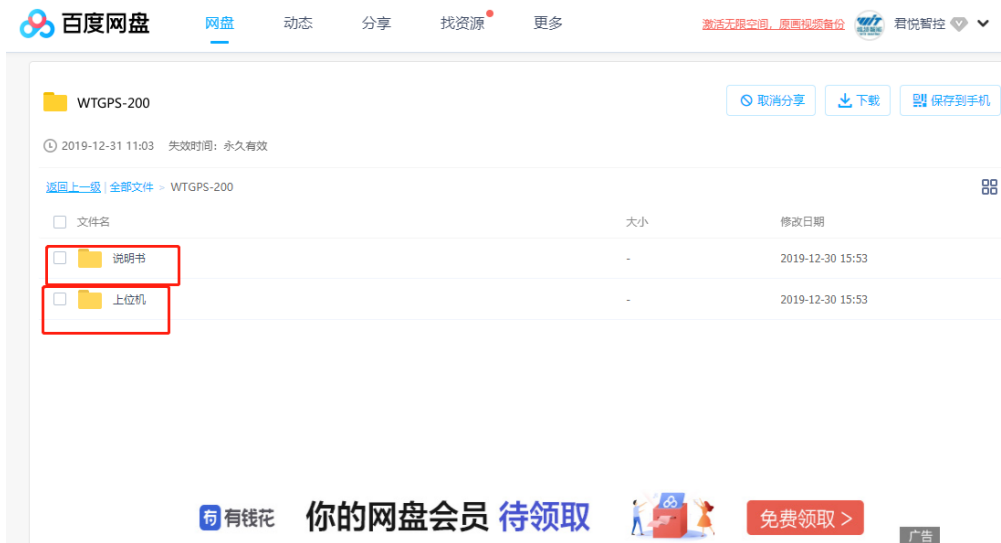 百度网盘 网盘 动态 分享 找资源 更多 激活无限空间，原画视频备份 君悦智控
WTGPS-200 取消分享 下载 保存到手机
2019-12-31 11:03 失效时间：永久有效
返回上一级 | 全部文件 > WTGPS-200
文件名 大小 修改日期
说明书 - 2019-12-30 15:53
上位机 - 2019-12-30 15:53
有钱花 你的网盘会员 待领取 免费领取 >
广告